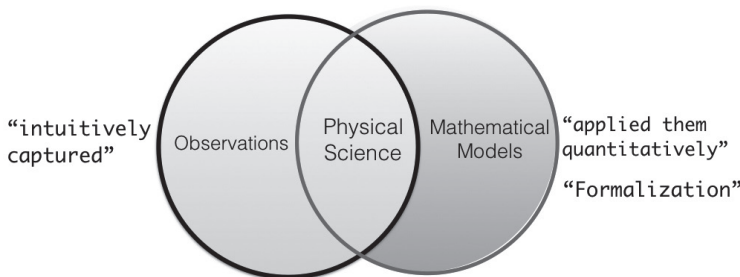 “intuitively
captured”
Observations
Physical
Science
Mathematical
Models
“applied them
quantitatively”
“Formalization”